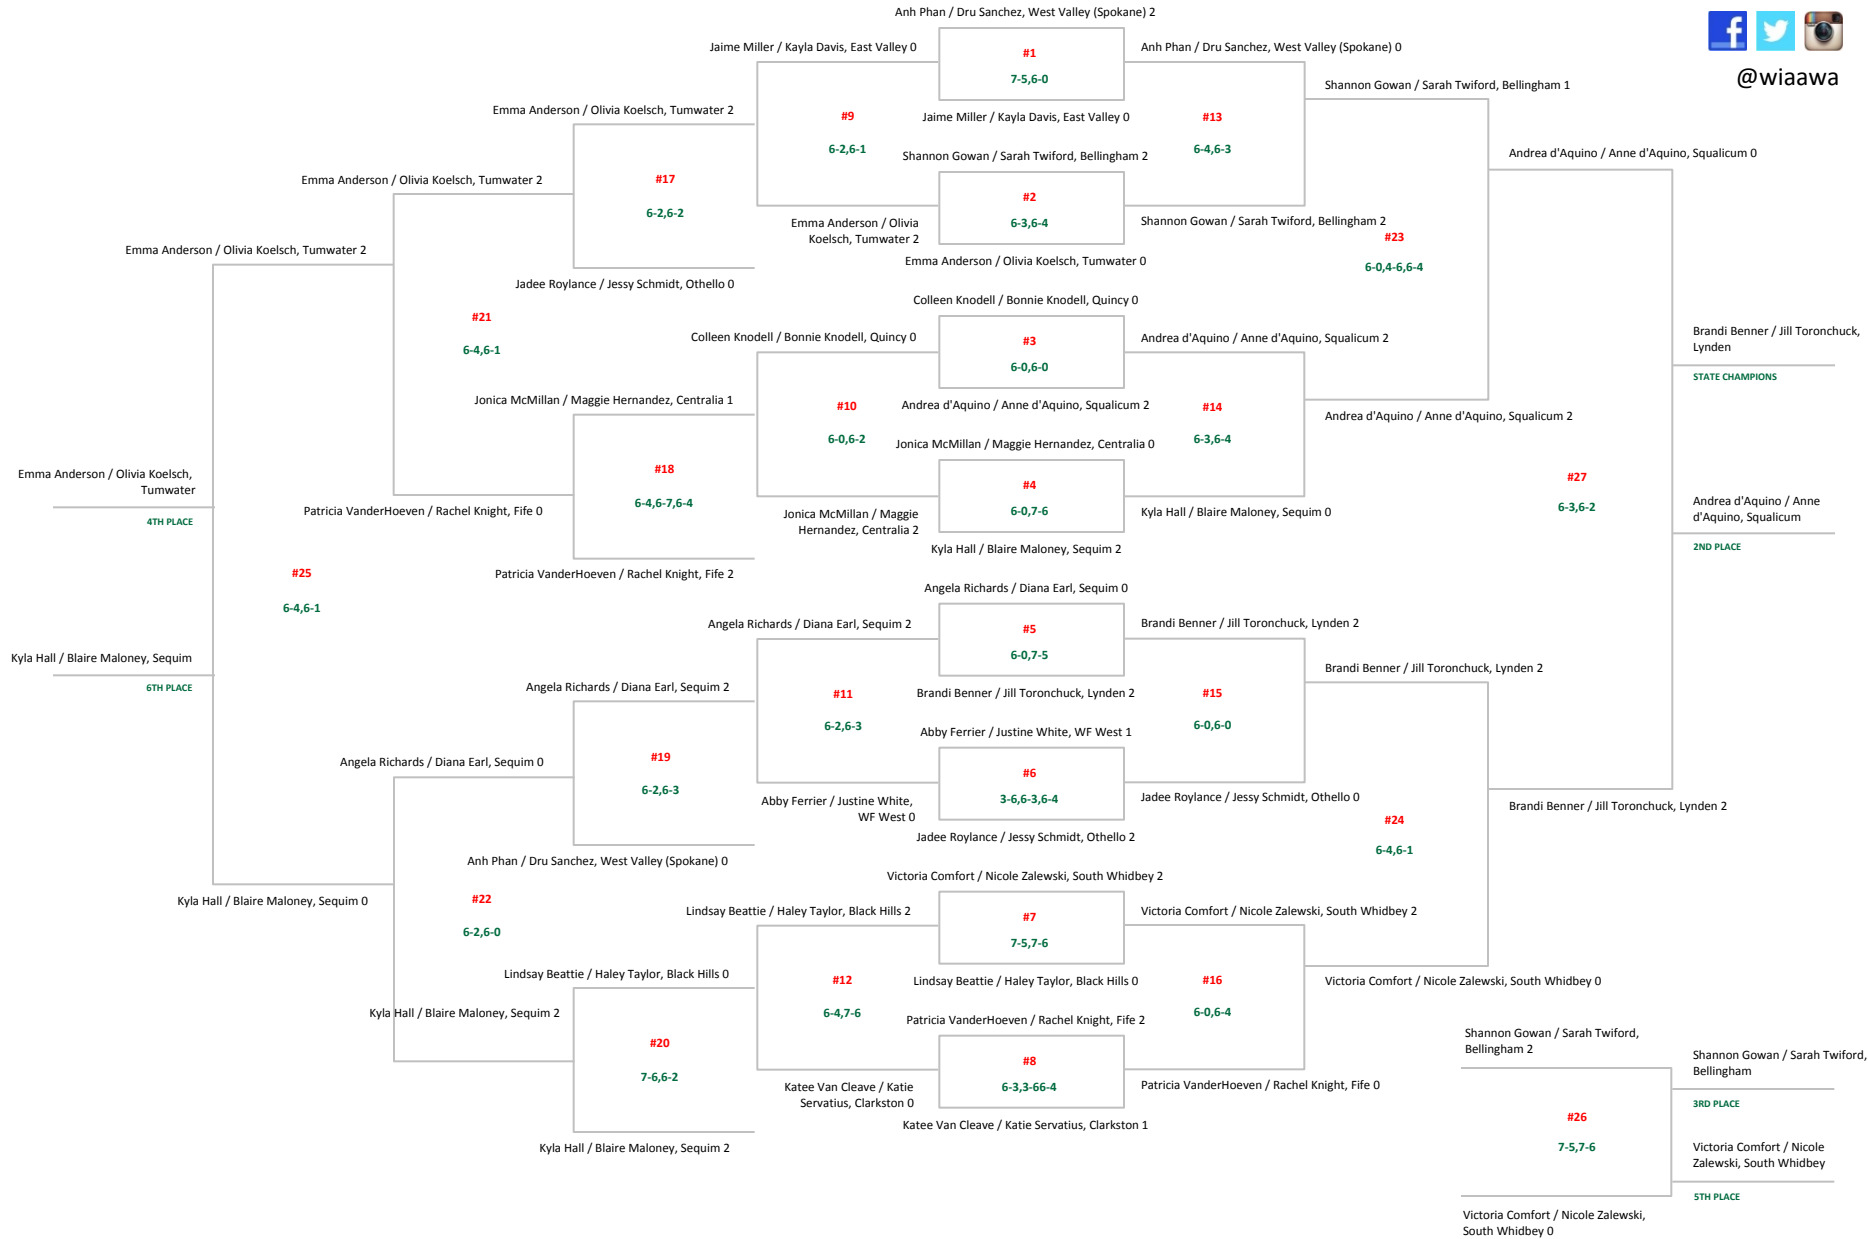 Anh Phan / Dru Sanchez, West Valley (Spokane) 2
Jaime Miller / Kayla Davis, East Valley 0
#1
Anh Phan / Dru Sanchez, West Valley (Spokane) 0
7-5,6-0
@wiaawa
Shannon Gowan / Sarah Twiford, Bellingham 1
Emma Anderson / Olivia Koelsch, Tumwater 2
#9
Jaime Miller / Kayla Davis, East Valley 0
#13
6-2,6-1
Shannon Gowan / Sarah Twiford, Bellingham 2
6-4,6-3
Andrea d'Aquino / Anne d'Aquino, Squalicum 0
Emma Anderson / Olivia Koelsch, Tumwater 2
#17
#2
6-2,6-2
Emma Anderson / Olivia
Koelsch, Tumwater 2
6-3,6-4
Shannon Gowan / Sarah Twiford, Bellingham 2
#23
Emma Anderson / Olivia Koelsch, Tumwater 2
Emma Anderson / Olivia Koelsch, Tumwater 0
6-0,4-6,6-4
Jadee Roylance / Jessy Schmidt, Othello 0
Colleen Knodell / Bonnie Knodell, Quincy 0
#21
Colleen Knodell / Bonnie Knodell, Quincy 0
#3
Andrea d'Aquino / Anne d'Aquino, Squalicum 2
Brandi Benner / Jill Toronchuck,
Lynden
6-4,6-1
6-0,6-0
STATE CHAMPIONS
Jonica McMillan / Maggie Hernandez, Centralia 1
#10
Andrea d'Aquino / Anne d'Aquino, Squalicum 2
#14
Andrea d'Aquino / Anne d'Aquino, Squalicum 2
6-0,6-2
Jonica McMillan / Maggie Hernandez, Centralia 0
6-3,6-4
Emma Anderson / Olivia Koelsch,
Tumwater
#18
#4
#27
4TH PLACE
Patricia VanderHoeven / Rachel Knight, Fife 0
6-4,6-7,6-4
Jonica McMillan / Maggie
Hernandez, Centralia 2
6-0,7-6
Kyla Hall / Blaire Maloney, Sequim 0
6-3,6-2
Andrea d'Aquino / Anne
d'Aquino, Squalicum
2ND PLACE
Kyla Hall / Blaire Maloney, Sequim 2
#25
Patricia VanderHoeven / Rachel Knight, Fife 2
Angela Richards / Diana Earl, Sequim 0
6-4,6-1
Angela Richards / Diana Earl, Sequim 2
#5
Brandi Benner / Jill Toronchuck, Lynden 2
Kyla Hall / Blaire Maloney, Sequim
6-0,7-5
Brandi Benner / Jill Toronchuck, Lynden 2
6TH PLACE
Angela Richards / Diana Earl, Sequim 2
#11
Brandi Benner / Jill Toronchuck, Lynden 2
#15
6-2,6-3
Abby Ferrier / Justine White, WF West 1
6-0,6-0
Angela Richards / Diana Earl, Sequim 0
#19
#6
6-2,6-3
Abby Ferrier / Justine White,
WF West 0
3-6,6-3,6-4
Jadee Roylance / Jessy Schmidt, Othello 0
Brandi Benner / Jill Toronchuck, Lynden 2
Jadee Roylance / Jessy Schmidt, Othello 2
#24
Anh Phan / Dru Sanchez, West Valley (Spokane) 0
Victoria Comfort / Nicole Zalewski, South Whidbey 2
6-4,6-1
Kyla Hall / Blaire Maloney, Sequim 0
#22
Lindsay Beattie / Haley Taylor, Black Hills 2
#7
Victoria Comfort / Nicole Zalewski, South Whidbey 2
6-2,6-0
7-5,7-6
Lindsay Beattie / Haley Taylor, Black Hills 0
#12
Lindsay Beattie / Haley Taylor, Black Hills 0
#16
Victoria Comfort / Nicole Zalewski, South Whidbey 0
Kyla Hall / Blaire Maloney, Sequim 2
6-4,7-6
Patricia VanderHoeven / Rachel Knight, Fife 2
6-0,6-4
#20
#8
Shannon Gowan / Sarah Twiford,
Bellingham 2
Shannon Gowan / Sarah Twiford,
Bellingham
7-6,6-2
Katee Van Cleave / Katie
Servatius, Clarkston 0
6-3,3-66-4
Patricia VanderHoeven / Rachel Knight, Fife 0
3RD PLACE
Kyla Hall / Blaire Maloney, Sequim 2
Katee Van Cleave / Katie Servatius, Clarkston 1
#26
7-5,7-6
Victoria Comfort / Nicole
Zalewski, South Whidbey
5TH PLACE
Victoria Comfort / Nicole Zalewski,
South Whidbey 0